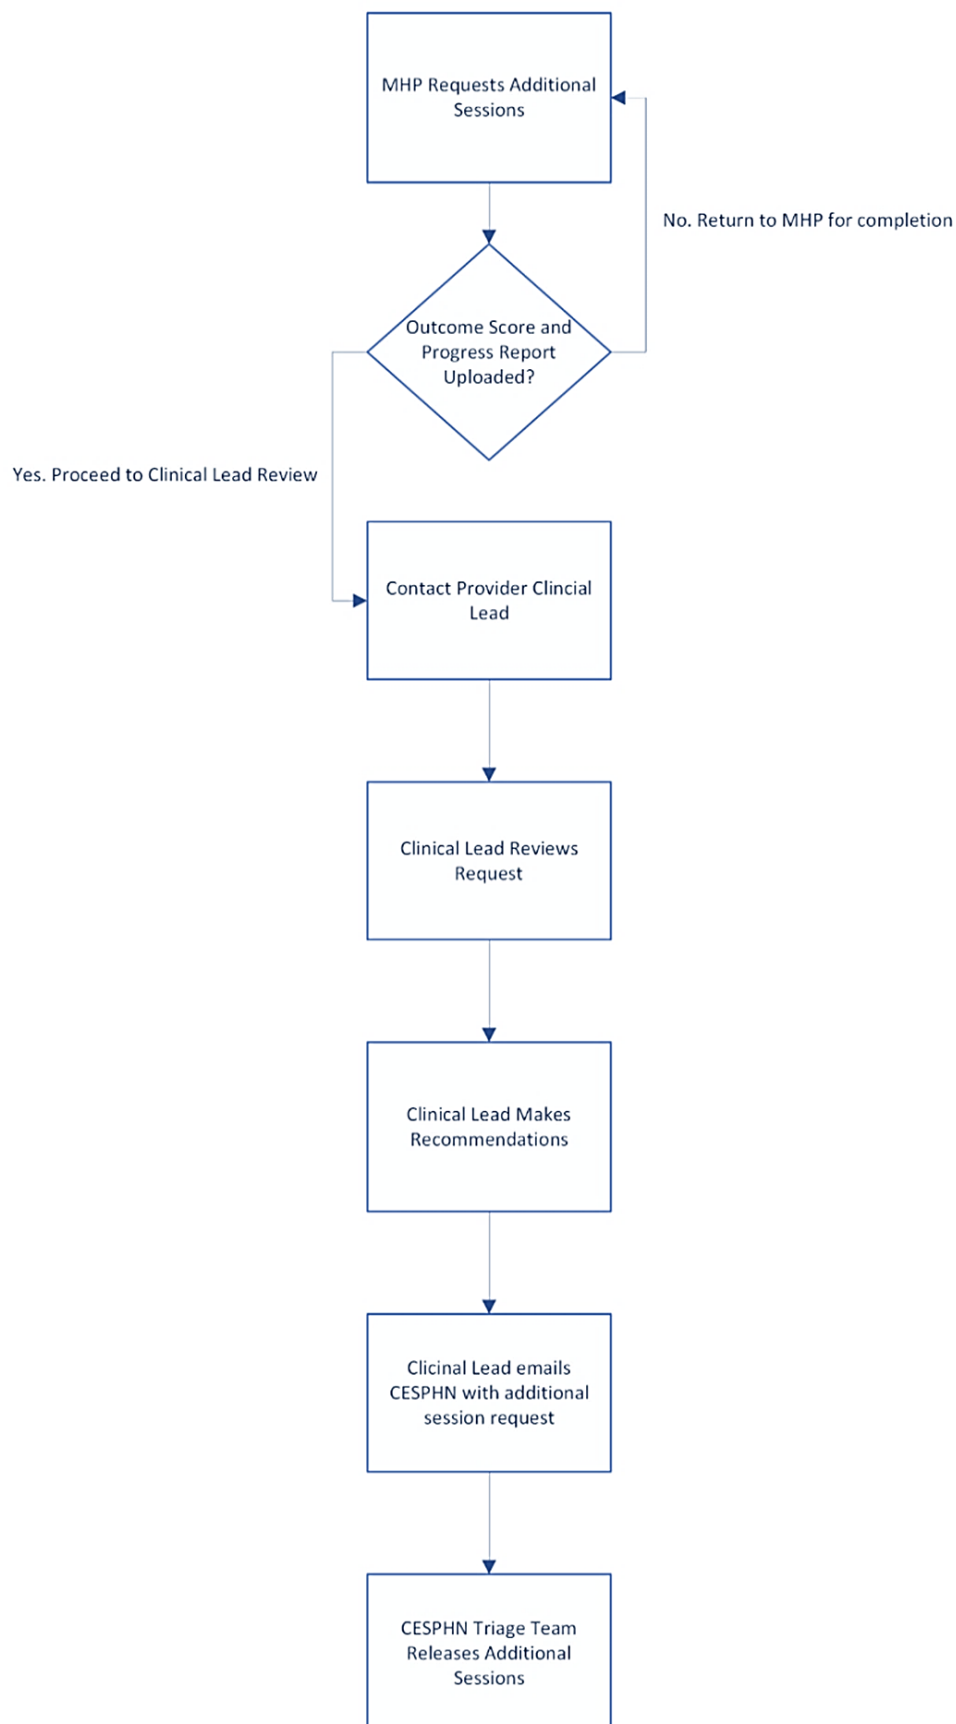 MHP Requests Additional
Sessions
No. Return to MHP for completion
Outcome Score and
Progress Report
Uploaded?
Yes. Proceed to Clinical Lead Review
Contact Provider Clincial
Lead
Clinical Lead Reviews
Request
Clinical Lead Makes
Recommendations
Clicinal Lead emails
CESPHN with additional
session request
CESPHN Triage Team
Releases Additional
Sessions